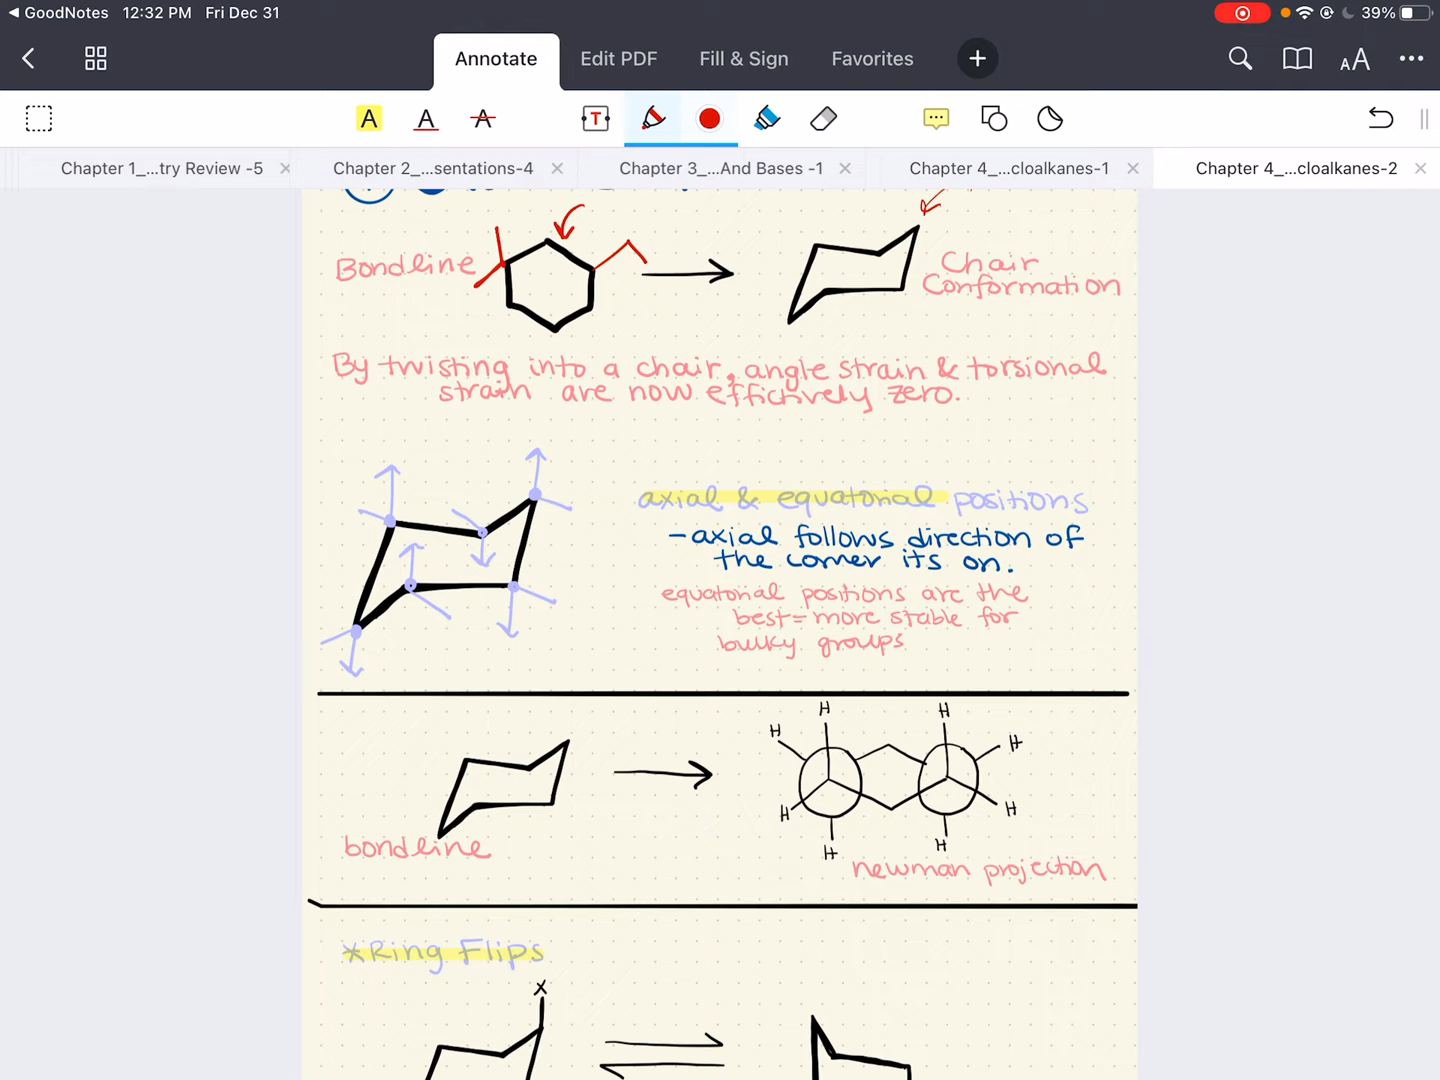 GoodNotes 12:32 PM Fri Dec 31
39%
Annotate Edit PDF Fill & Sign Favorites
AA
A A A T
Chapter 1_...try Review -5
Chapter 2_...sentations-4
Chapter 3_...And Bases -1
Chapter 4_...cloalkanes-1
Chapter 4_...cloalkanes-2
Bondline
Chair
Conformation
By twisting into a chair, angle strain & torsional
strain are now effictively zero.
axial & equatorial positions
-axial follows direction of
the corner its on.
equatorial positions are the
best=more stable for
bulky groups
H H
H H
H H
H H
bondline
newman projection
*Ring Flips
X